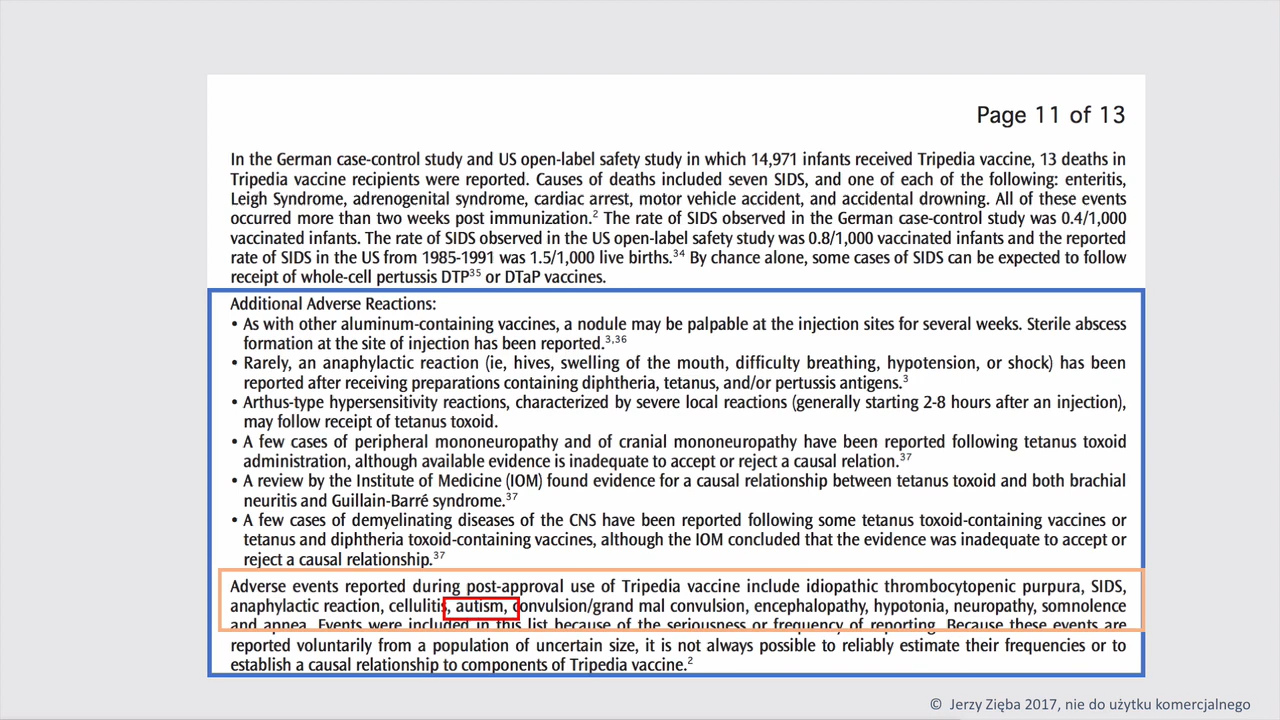 Page 11 of 13
In the German case-control study and US open-label safety study in which 14,971 infants received Tripedia vaccine, 13 deaths in
Tripedia vaccine recipients were reported. Causes of deaths included seven SIDS, and one of each of the following: enteritis,
Leigh Syndrome, adrenogenital syndrome, cardiac arrest, motor vehicle accident, and accidental drowning. All of these events
occurred more than two weeks post immunization.2 The rate of SIDS observed in the German case-control study was 0.4/1,000
vaccinated infants. The rate of SIDS observed in the US open-label safety study was 0.8/1,000 vaccinated infants and the reported
rate of SIDS in the US from 1985-1991 was 1.5/1,000 live births.34 By chance alone, some cases of SIDS can be expected to follow
receipt of whole-cell pertussis DTP35 or DTaP vaccines.
Additional Adverse Reactions:
• As with other aluminum-containing vaccines, a nodule may be palpable at the injection sites for several weeks. Sterile abscess
formation at the site of injection has been reported.3,36
• Rarely, an anaphylactic reaction (ie, hives, swelling of the mouth, difficulty breathing, hypotension, or shock) has been
reported after receiving preparations containing diphtheria, tetanus, and/or pertussis antigens.3
• Arthus-type hypersensitivity reactions, characterized by severe local reactions (generally starting 2-8 hours after an injection),
may follow receipt of tetanus toxoid.
• A few cases of peripheral mononeuropathy and of cranial mononeuropathy have been reported following tetanus toxoid
administration, although available evidence is inadequate to accept or reject a causal relation.37
• A review by the Institute of Medicine (IOM) found evidence for a causal relationship between tetanus toxoid and both brachial
neuritis and Guillain-Barré syndrome.37
• A few cases of demyelinating diseases of the CNS have been reported following some tetanus toxoid-containing vaccines or
tetanus and diphtheria toxoid-containing vaccines, although the IOM concluded that the evidence was inadequate to accept or
reject a causal relationship.37
Adverse events reported during post-approval use of Tripedia vaccine include idiopathic thrombocytopenic purpura, SIDS,
anaphylactic reaction, cellulitis, autism, convulsion/grand mal convulsion, encephalopathy, hypotonia, neuropathy, somnolence
and apnea. Events were included in this list because of the seriousness or frequency of reporting. Because these events are
reported voluntarily from a population of uncertain size, it is not always possible to reliably estimate their frequencies or to
establish a causal relationship to components of Tripedia vaccine.2
© Jerzy Zięba 2017, nie do użytku komercjalnego